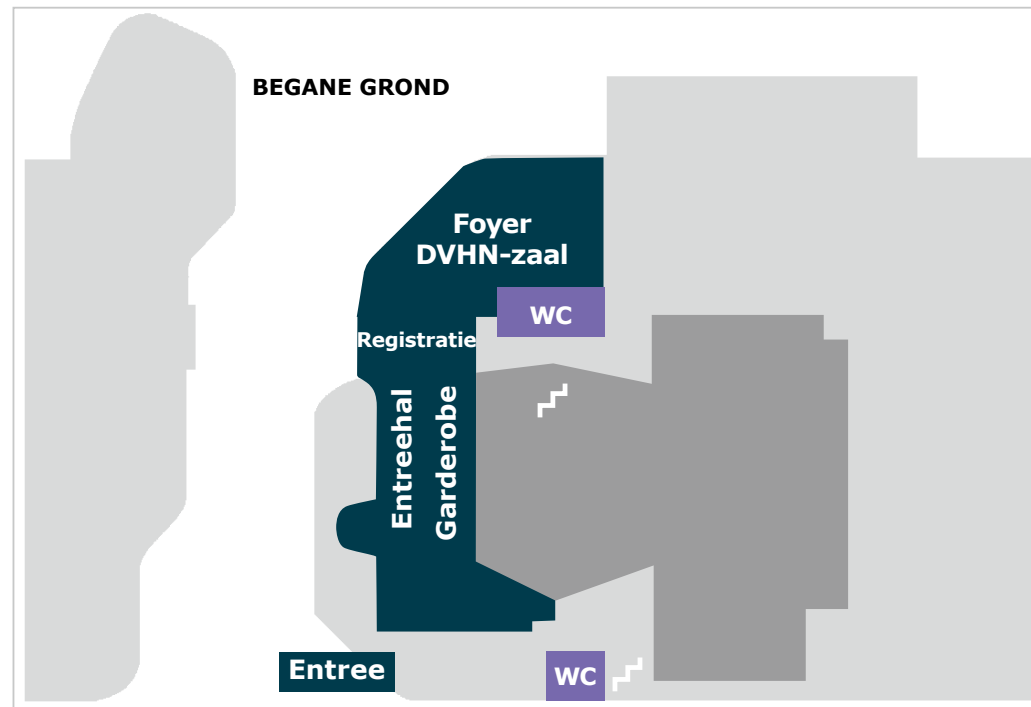 BEGANE GROND
Foyer
DVHN-zaal
WC
Registratie
Entreehal
Garderobe
Entree
WC